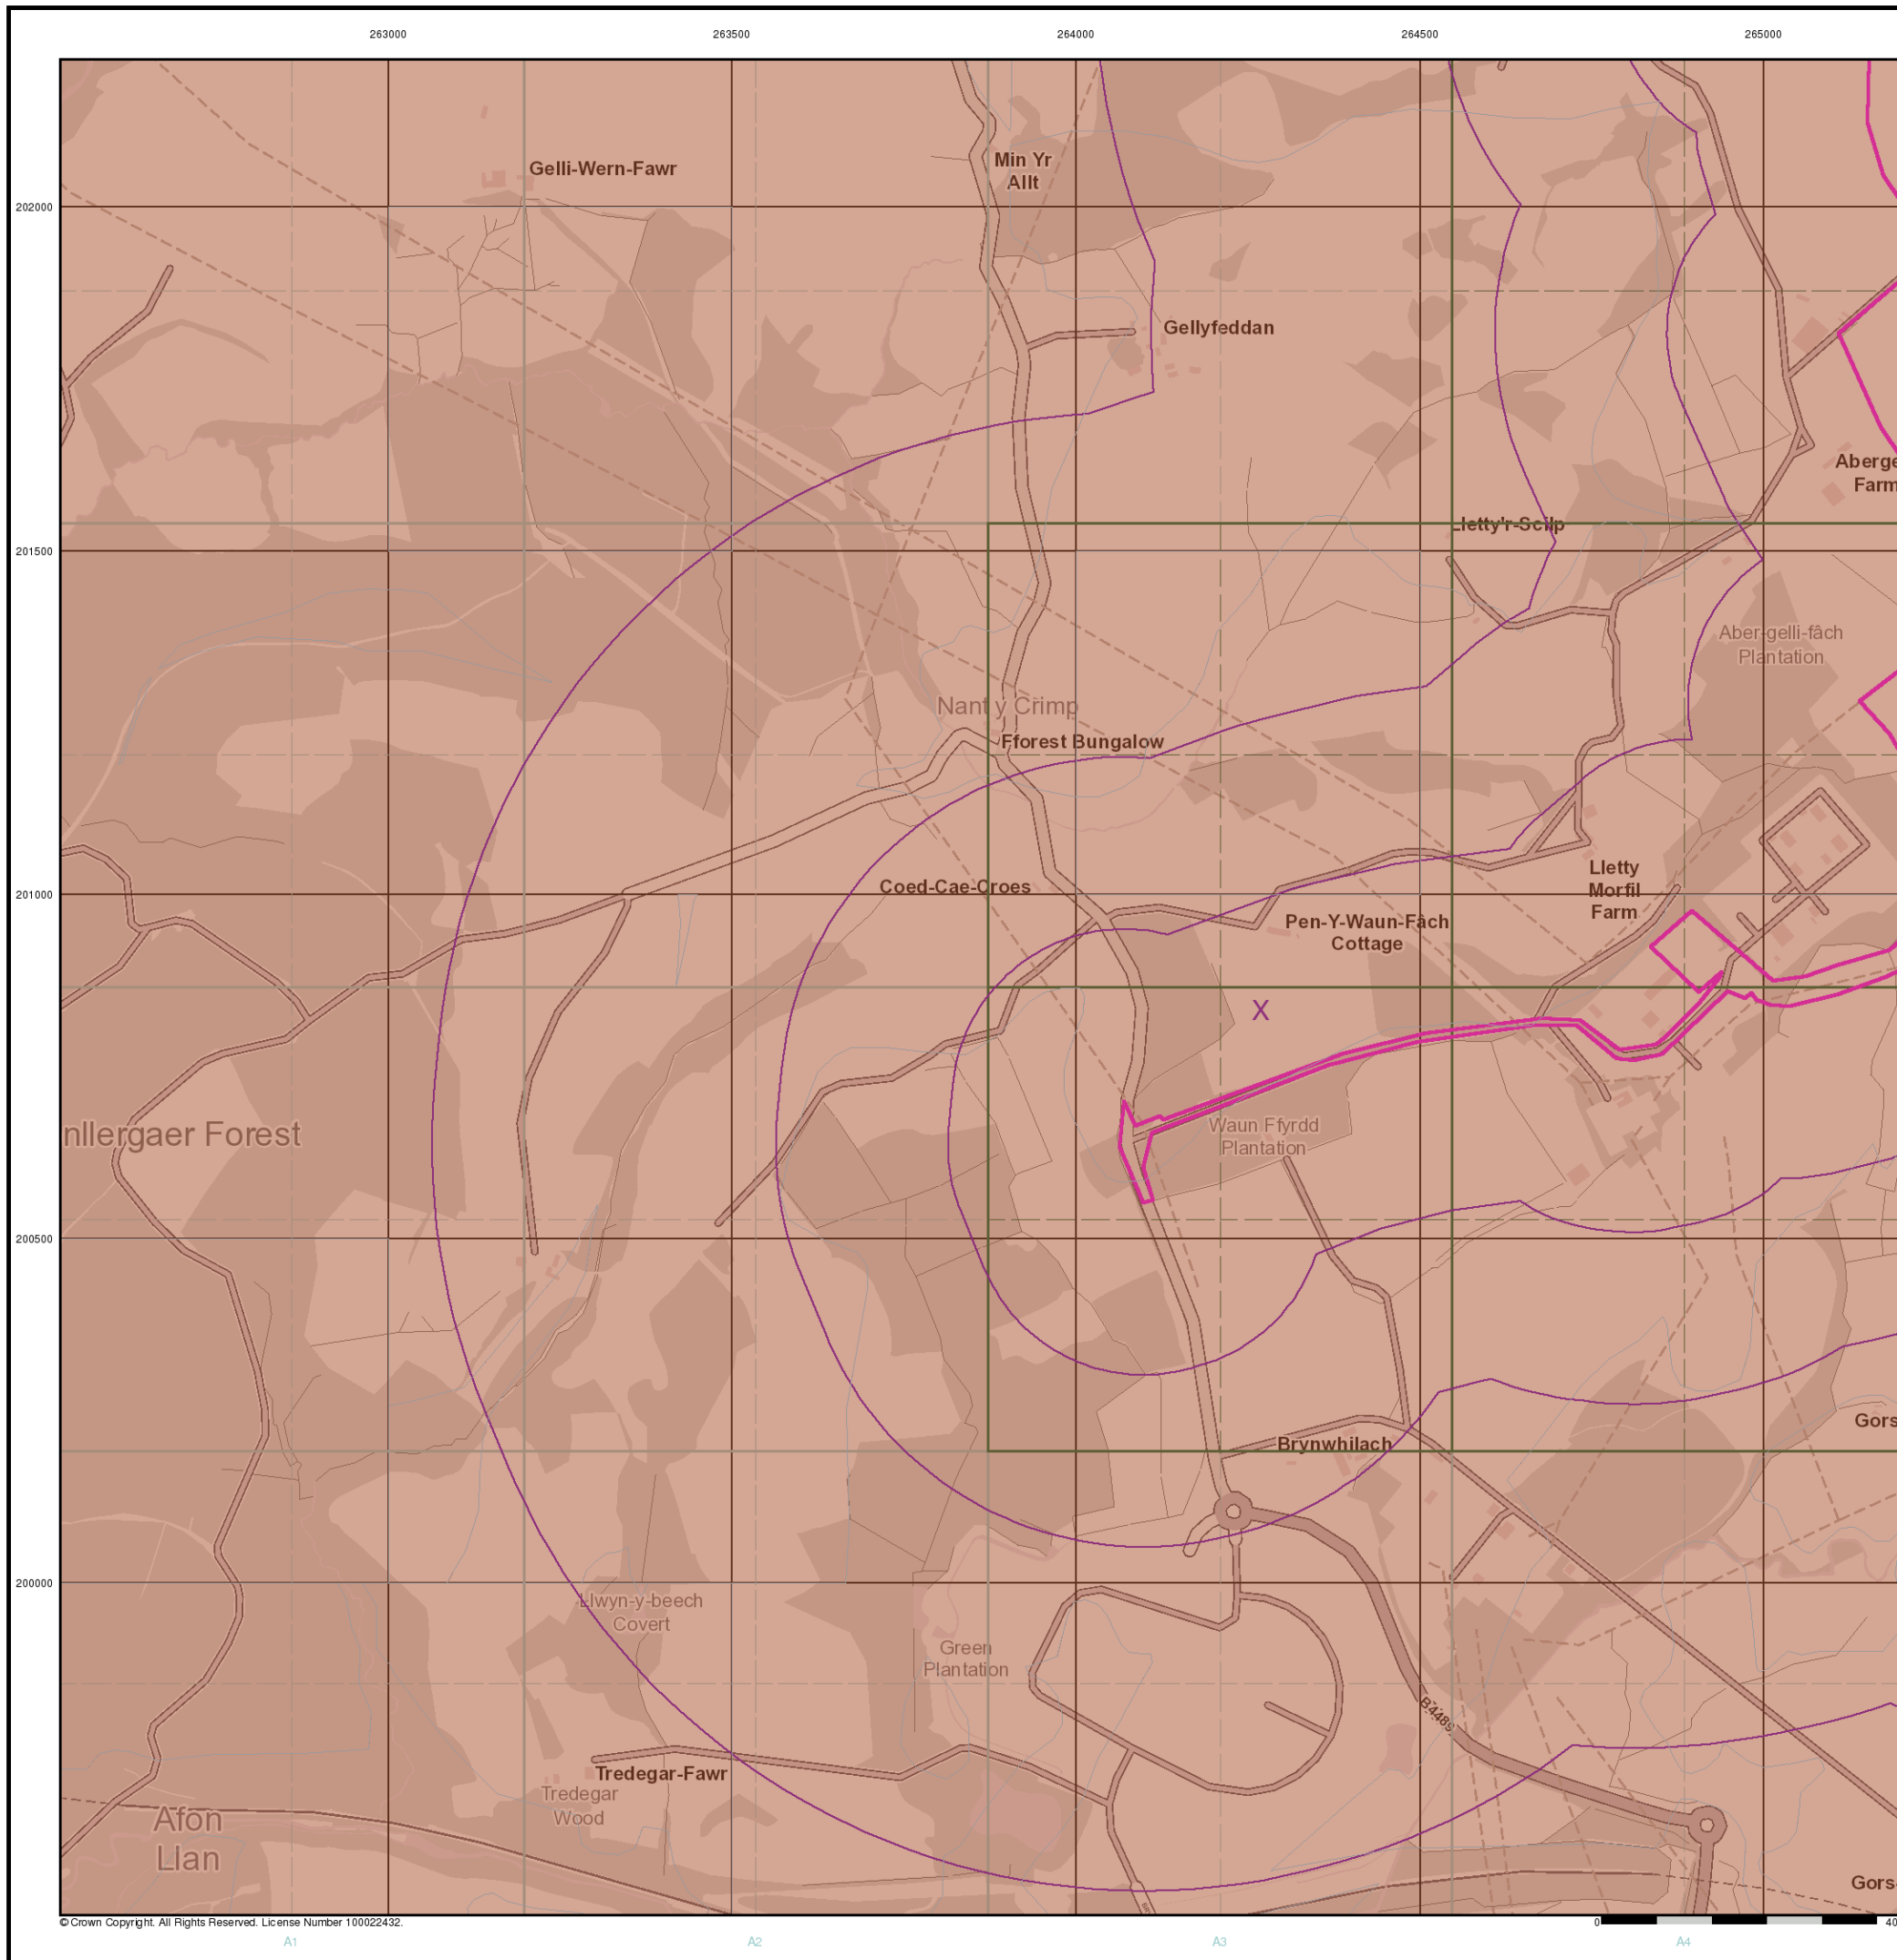 263000 263500 264000 264500 265000
Gelli-Wern-Fawr
Min Yr
Allt
202000
Gellyfeddan
Aberge
Farm
Lletty'r-Scilp
201500
Aber-gelli-fâch
Plantation
Nant y Crimp
Fforest Bungalow
Coed-Cae-Croes
201000
Lletty
Morfil
Farm
Pen-Y-Waun-Fâch
Cottage
X
nllergaer Forest
Waun Ffyrdd
Plantation
200500
Gors
Brynwhilach
200000
Llwyn-y-beech
Covert
Green
Plantation
B4489
Tredegar-Fawr
Tredegar
Wood
Afon
Llan
Gors-
© Crown Copyright. All Rights Reserved. License Number 100022432.
0 40
A1 A2 A3 A4